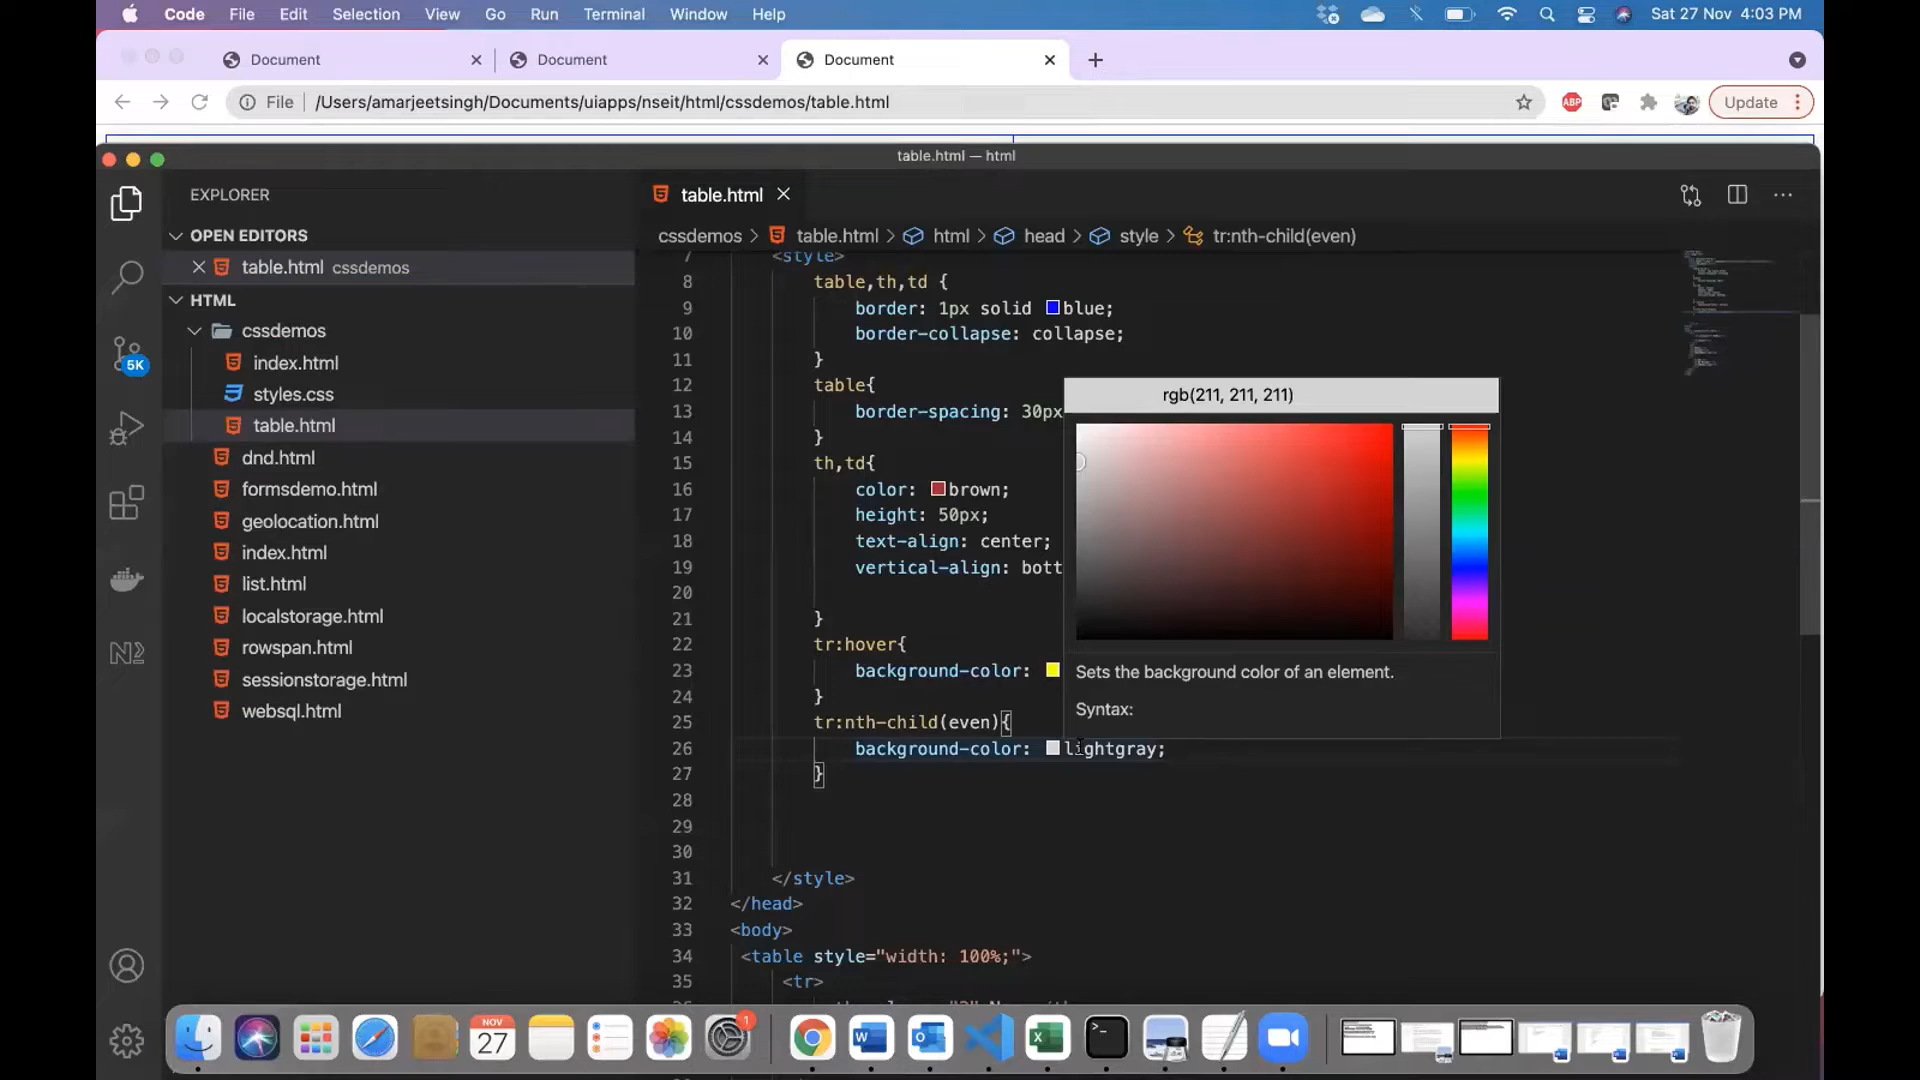 Code File Edit Selection View Go Run Terminal Window Help Sat 27 Nov 4:03 PM
Document Document Document
File /Users/amarjeetsingh/Documents/uiapps/nseit/html/cssdemos/table.html ABP Update
table.html — html
EXPLORER
table.html
OPEN EDITORS
cssdemos > table.html > html > head > style > tr:nth-child(even)
table.html cssdemos
HTML
cssdemos
index.html
styles.css
table.html
dnd.html
formsdemo.html
geolocation.html
index.html
list.html
localstorage.html
rowspan.html
sessionstorage.html
websql.html
5K
7 <style>
8 table,th,td {
9 border: 1px solid blue;
10 border-collapse: collapse;
11 }
12 table{
13 border-spacing: 30px
14 }
15 th,td{
16 color: brown;
17 height: 50px;
18 text-align: center;
19 vertical-align: bott
20
21 }
22 tr:hover{
23 background-color:
24 }
25 tr:nth-child(even){
26 background-color: lightgray;
27 }
28
29
30
31 </style>
32 </head>
33 <body>
34 <table style="width: 100%;">
35 <tr>
rgb(211, 211, 211)
Sets the background color of an element.
Syntax:
NOV
27
1